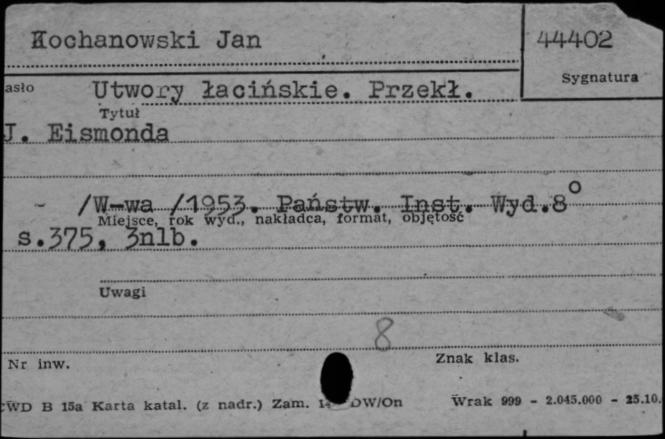 Kochanowski Jan
44402
asło
Sygnatura
Utwory łacińskie. Przekł.
Tytuł
J. Eismonda
/W-wa /1953. Państw. Inst. Wyd.8°
Miejsce, rok wyd., nakładca, format, objętość
s.375, 3nlb.
Uwagi
8
Nr inw.
Znak klas.
CWD B 15a Karta katal. (z nadr.) Zam. DW/On
Wrak 999 - 2.045.000 - 25.10.